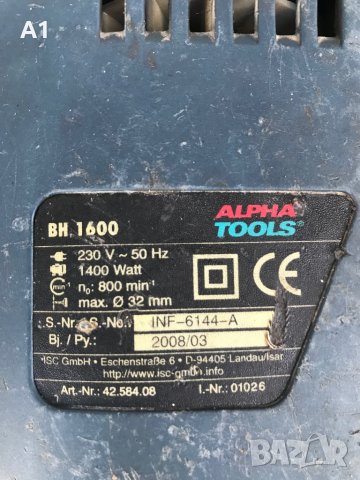 A1
ALPHA
TOOLS®
BH 1600
230 V ~ 50 Hz
1400 Watt
n₀: 800 min⁻¹
max. Ø 32 mm
S.-Nr./S.-No.: INF-6144-A
Bj. / Py.: 2008/03
ISC GmbH • Eschenstraße 6 • D-94405 Landau/Isar
http://www.isc-gmbh.info
Art.-Nr.: 42.584.08 I.-Nr.: 01026
BAZAR